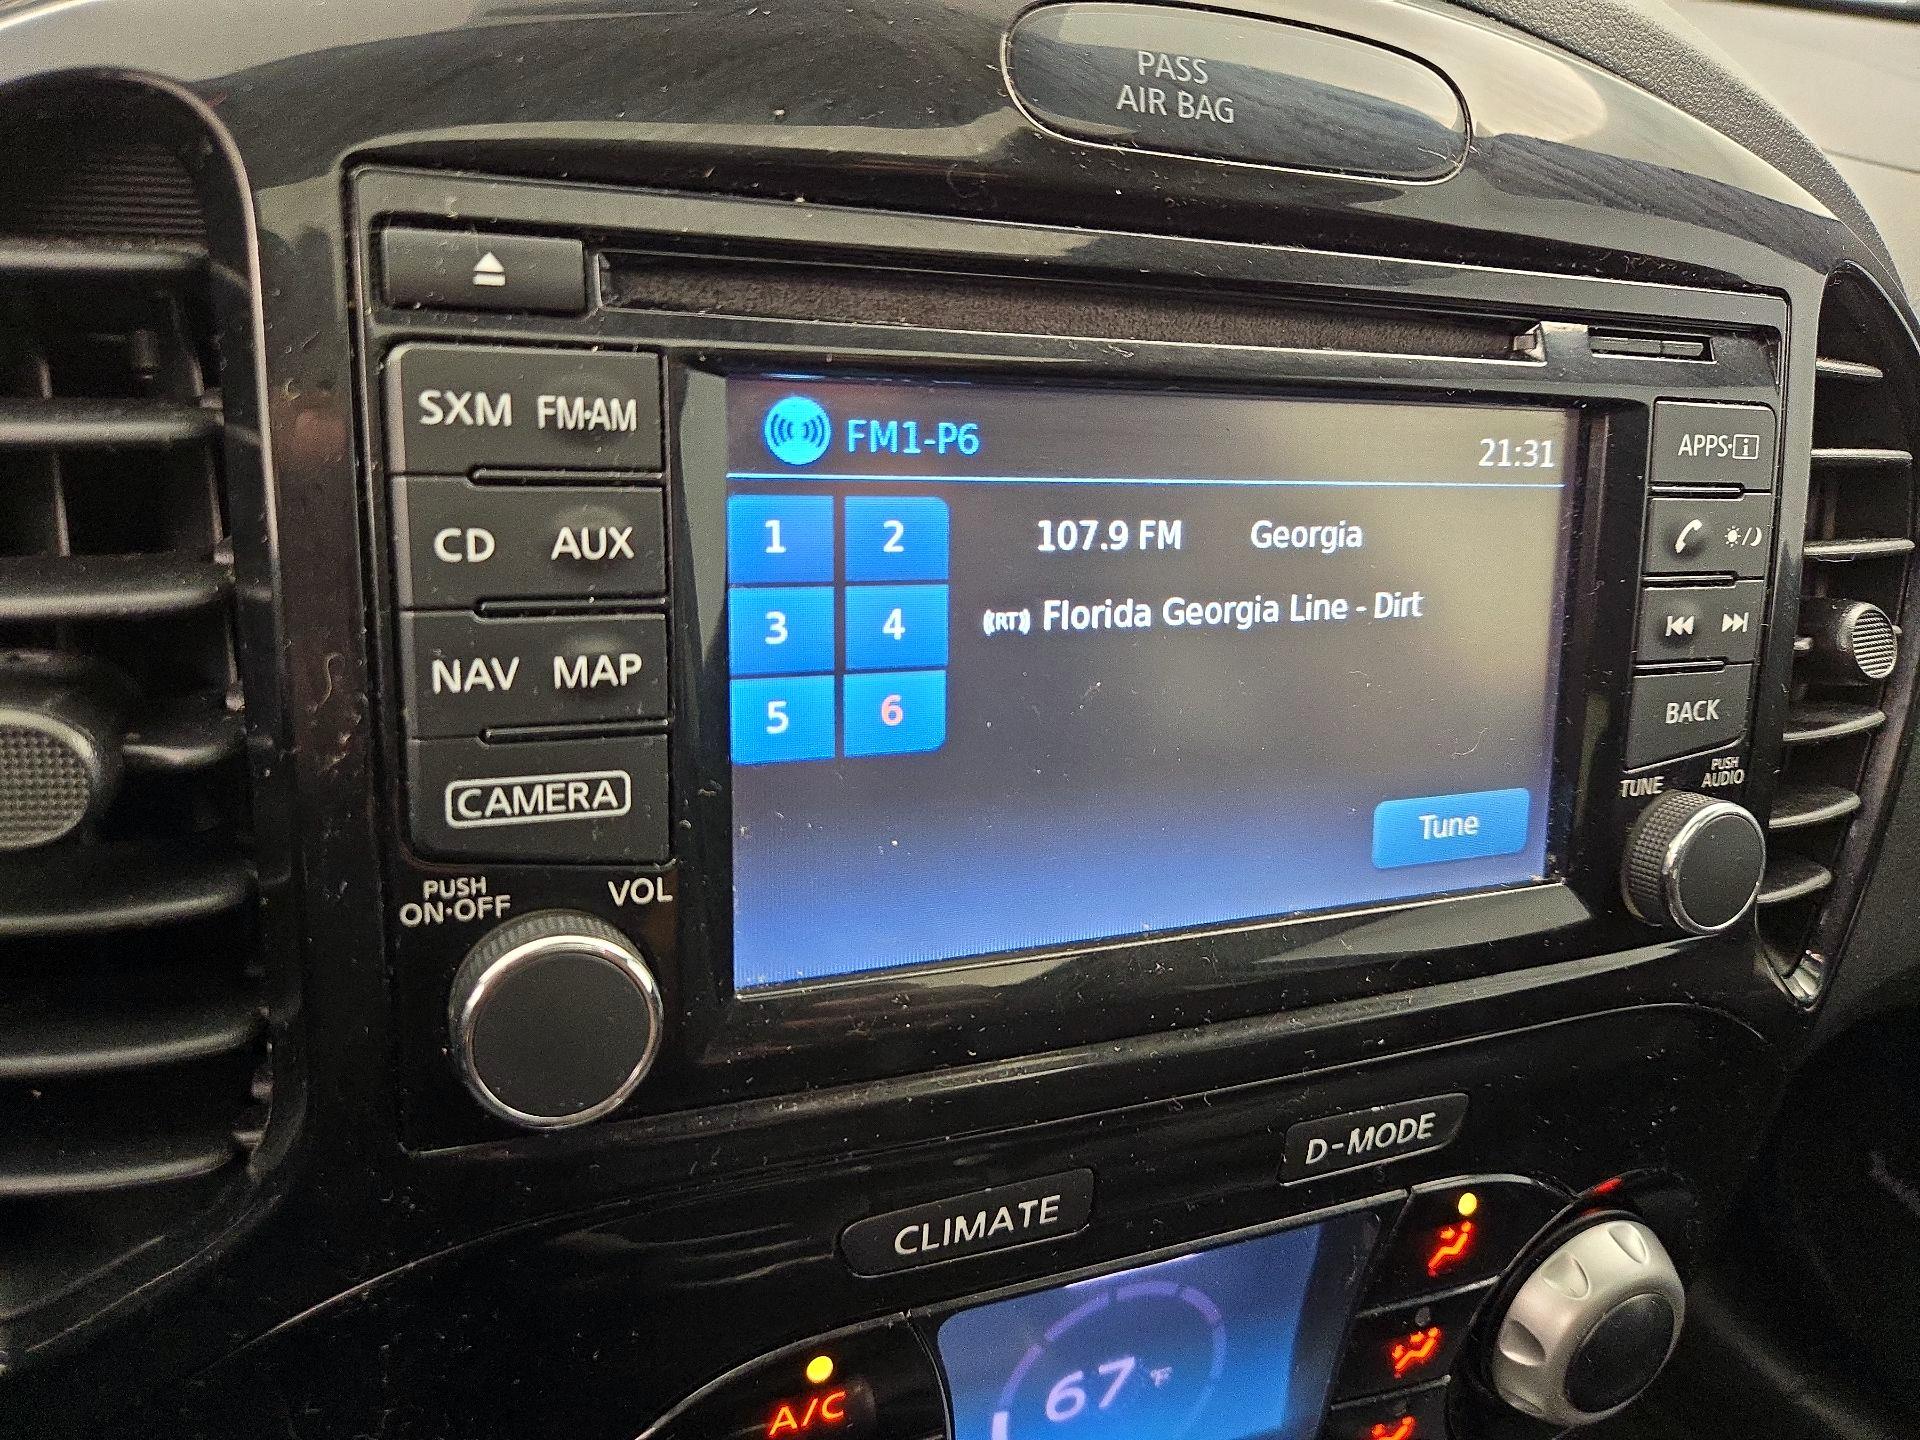 PASS
AIR BAG
SXM FM·AM
CD AUX
NAV MAP
CAMERA
PUSH
ON·OFF
VOL
FM1-P6
21:31
1 2
3 4
5 6
107.9 FM Georgia
((RT)) Florida Georgia Line - Dirt
Tune
APPS·i
BACK
TUNE
PUSH
AUDIO
D-MODE
CLIMATE
A/C
67 °F